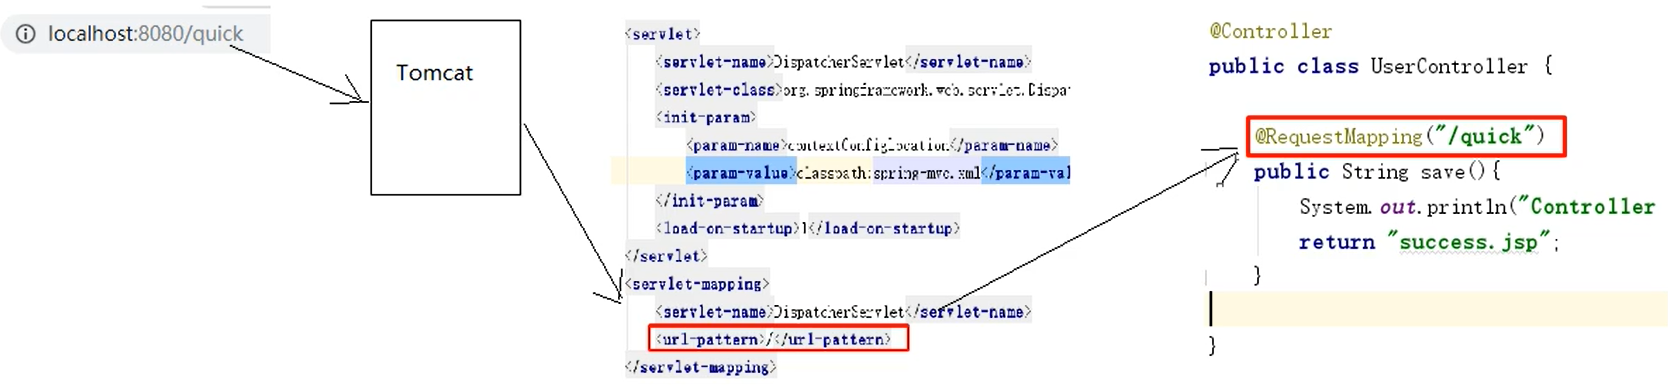 localhost:8080/quick
Tomcat
<servlet>
<servlet-name>DispatcherServlet</servlet-name>
<servlet-class>org.springframework.web.servlet.Dispa
<init-param>
<param-name>contextConfigLocation</param-name>
<param-value>classpath:spring-mvc.xml</param-val
</init-param>
<load-on-startup>1</load-on-startup>
</servlet>
<servlet-mapping>
<servlet-name>DispatcherServlet</servlet-name>
<url-pattern>/</url-pattern>
</servlet-mapping>
@Controller
public class UserController {
@RequestMapping("/quick")
public String save(){
System.out.println("Controller
return "success.jsp";
}
}